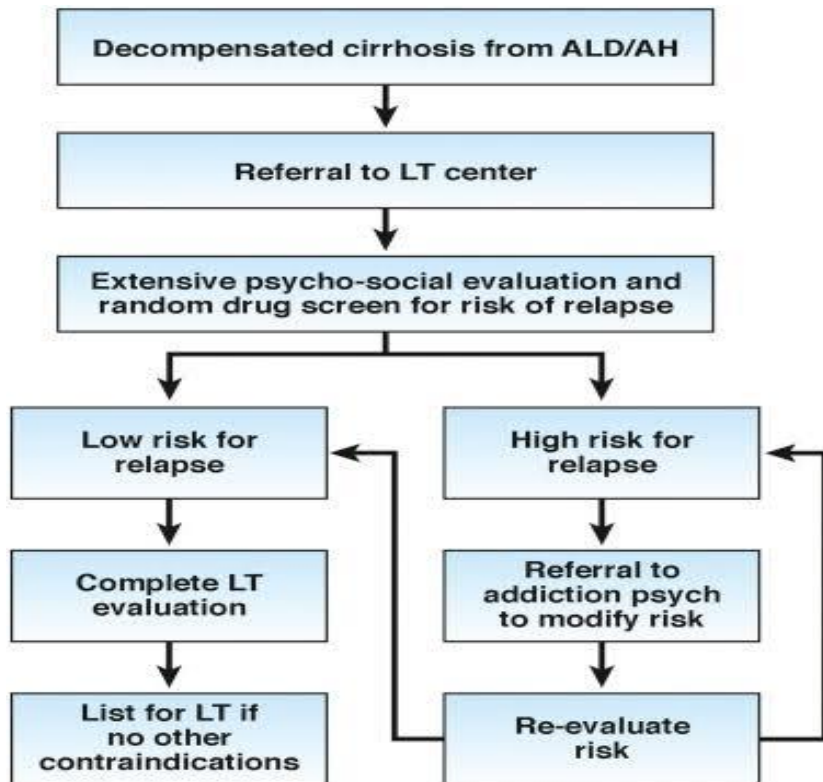 Decompensated cirrhosis from ALD/AH
Referral to LT center
Extensive psycho-social evaluation and
random drug screen for risk of relapse
Low risk for
relapse
High risk for
relapse
Complete LT
evaluation
Referral to
addiction psych
to modify risk
List for LT if
no other
contraindications
Re-evaluate
risk